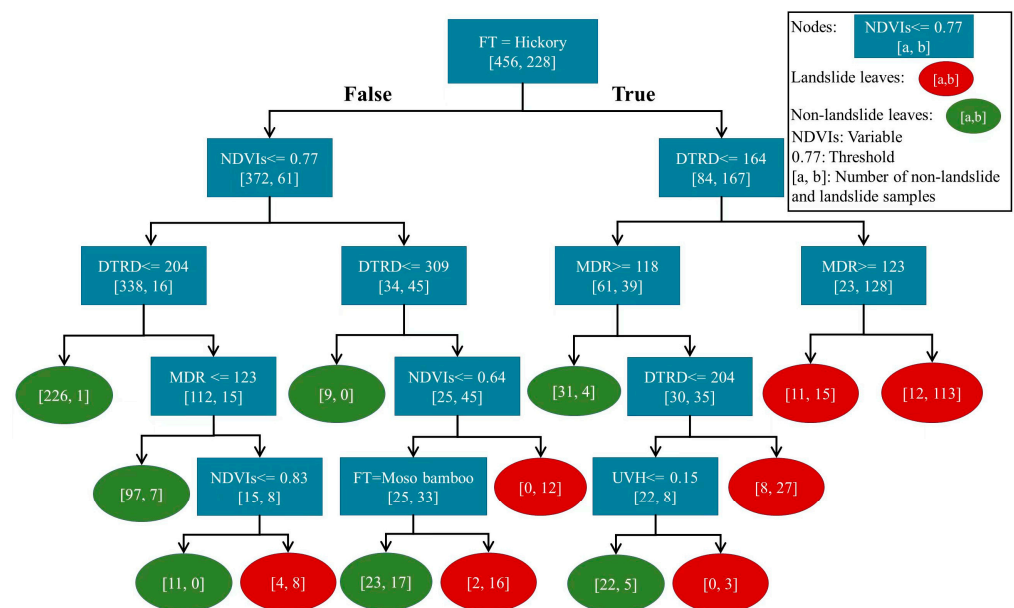 FT = Hickory
[456, 228]
False
True
NDVIs<= 0.77
[372, 61]
DTRD<= 164
[84, 167]
DTRD<= 204
[338, 16]
DTRD<= 309
[34, 45]
MDR>= 118
[61, 39]
MDR>= 123
[23, 128]
[226, 1]
MDR <= 123
[112, 15]
[9, 0]
NDVIs<= 0.64
[25, 45]
[31, 4]
DTRD<= 204
[30, 35]
[11, 15]
[12, 113]
[97, 7]
NDVIs<= 0.83
[15, 8]
FT=Moso bamboo
[25, 33]
[0, 12]
UVH<= 0.15
[22, 8]
[8, 27]
[11, 0]
[4, 8]
[23, 17]
[2, 16]
[22, 5]
[0, 3]
Nodes:
NDVIs<= 0.77
[a, b]
Landslide leaves:
[a,b]
Non-landslide leaves:
[a,b]
NDVIs: Variable
0.77: Threshold
[a, b]: Number of non-landslide
and landslide samples